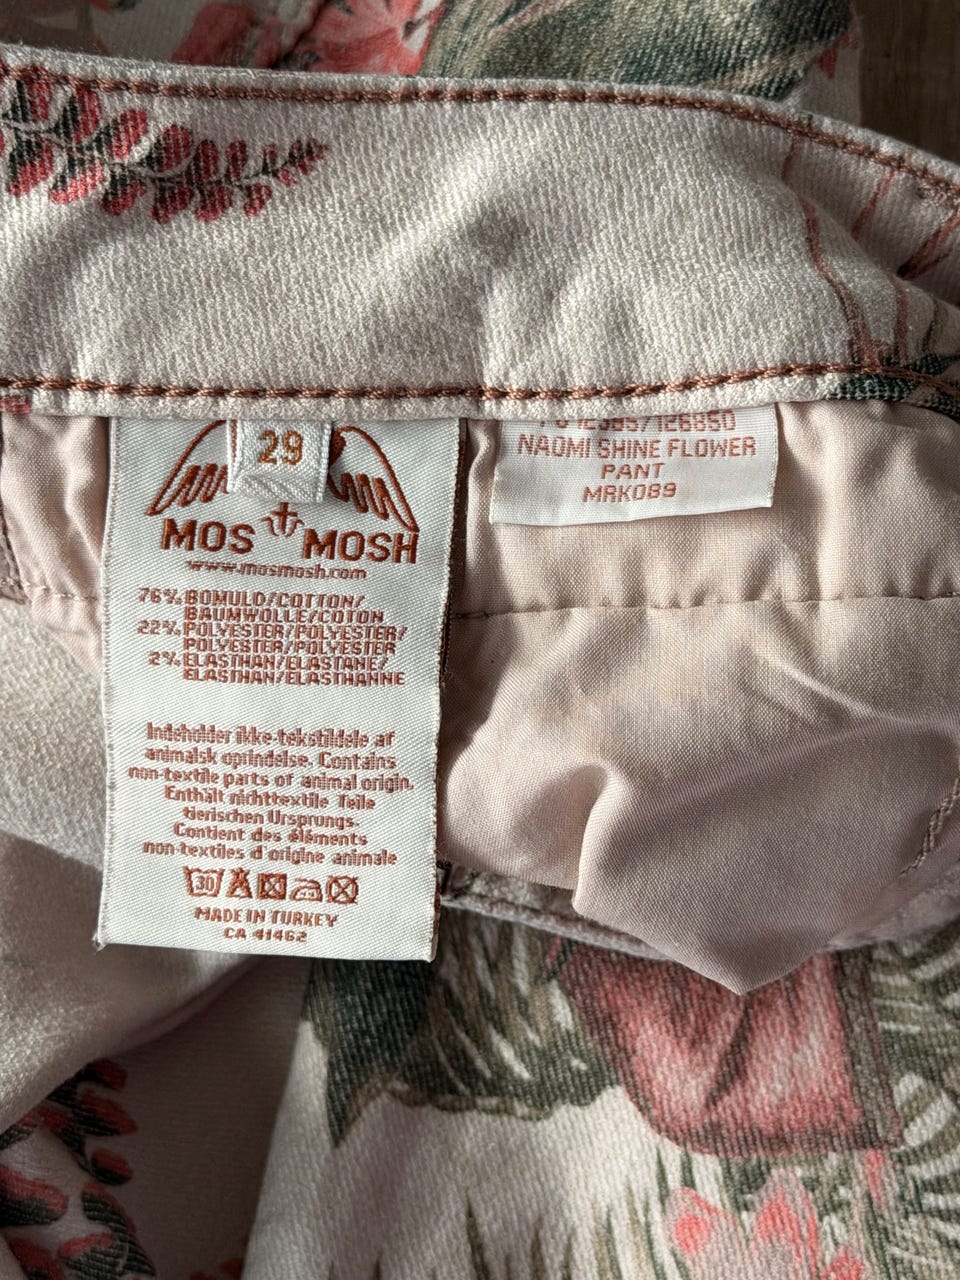 29
MOS MOSH
www.mosmosh.com
76% BOMULD/COTTON/
BAUMWOLLE/COTON
22% POLYESTER/POLYESTER/
POLYESTER/POLYESTER
2% ELASTHAN/ELASTANE/
ELASTHAN/ELASTHANNE
Indeholder ikke-tekstildele af
animalsk oprindelse. Contains
non-textile parts of animal origin.
Enthält nichttextile Teile
tierischen Ursprungs.
Contient des éléments
non-textiles d'origine animale
30
MADE IN TURKEY
CA 41462
NAOMI SHINE FLOWER
PANT
MRK089